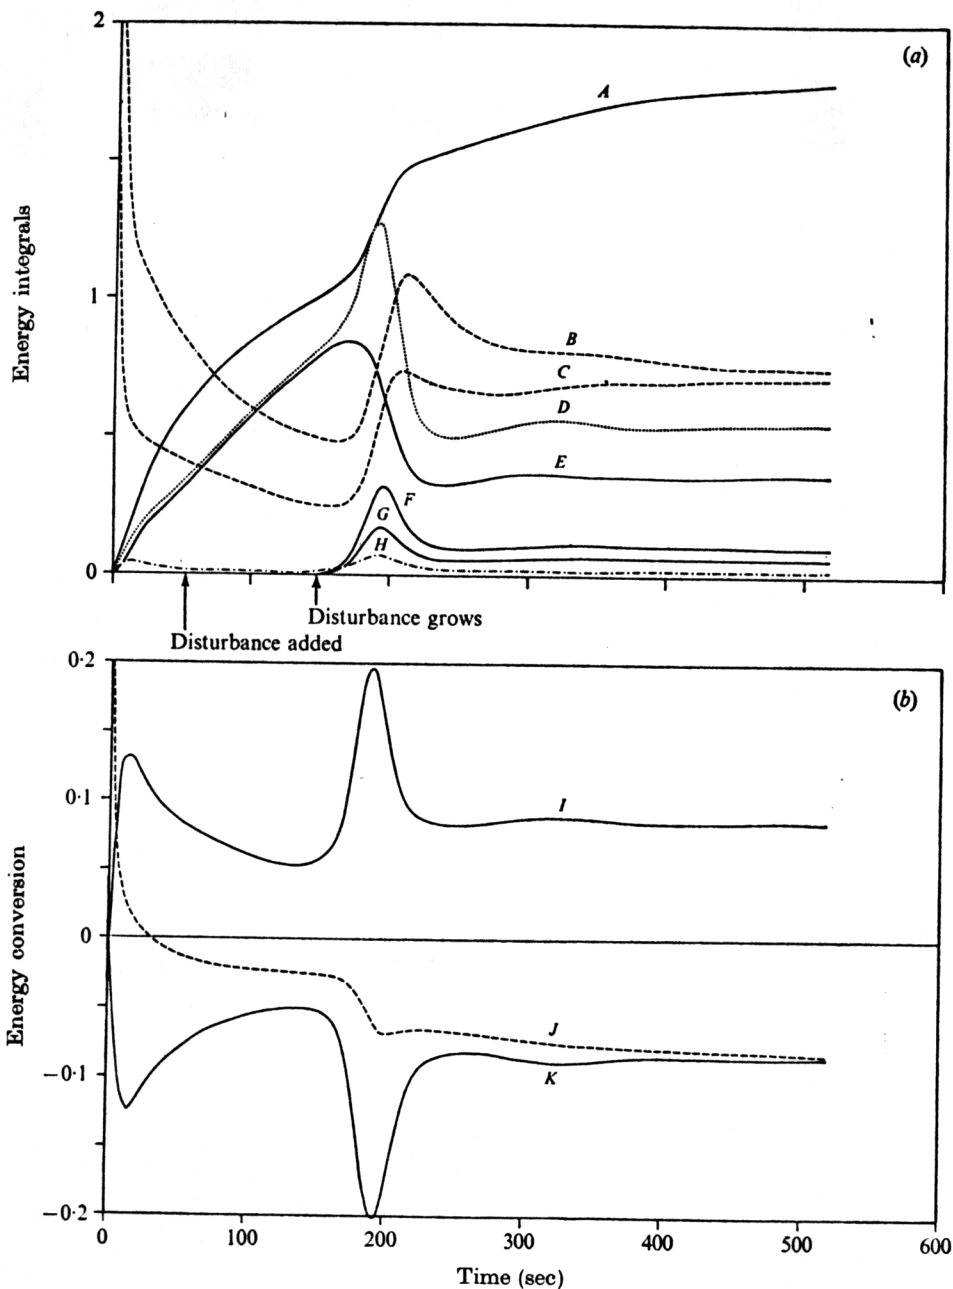 2
(a)
A
Energy integrals
1
B
C
D
E
F
G
H
0
Disturbance grows
Disturbance added
0·2
(b)
0·1
I
Energy conversion
0
J
−0·1
K
−0·2
0 100 200 300 400 500 600
Time (sec)